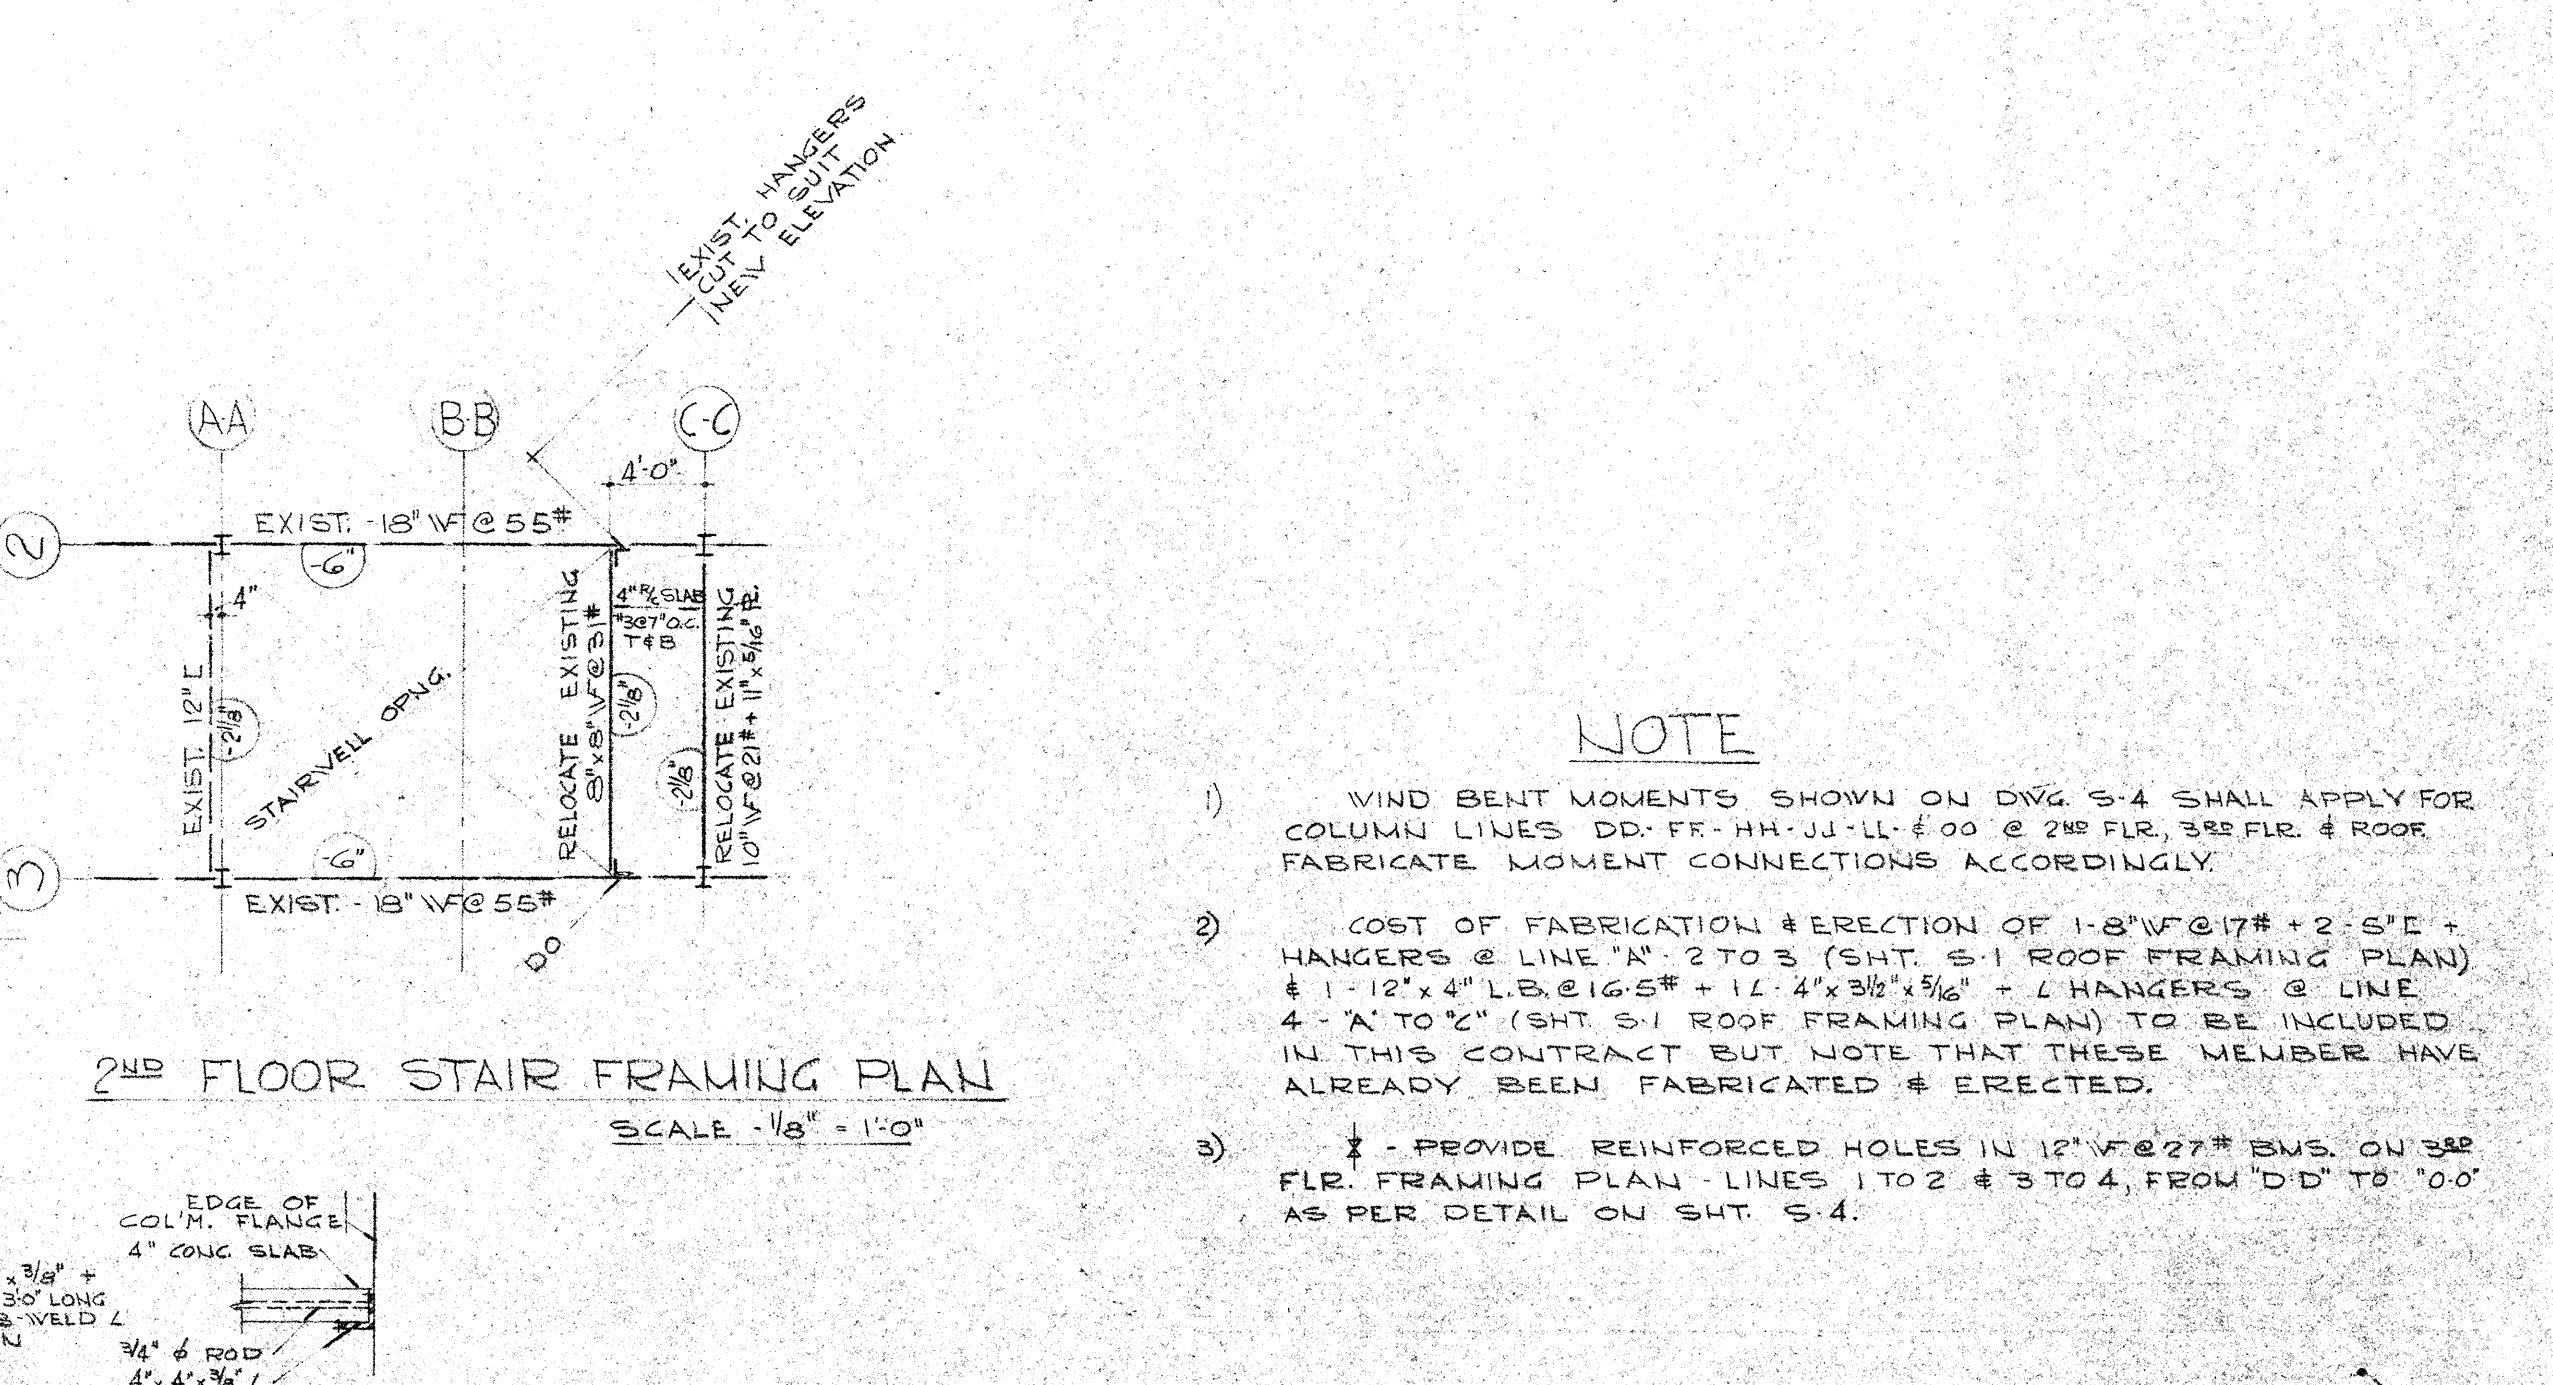 EXIST. HANGERS
CUT TO SUIT
NEW ELEVATION
A·A
B·B
C·C
4'-0"
2
EXIST. - 18" WF @ 55#
-6"
4"
EXIST. 12" [
-2 1/8"
STAIRWELL OPNG.
RELOCATE EXISTING
8"x8" WF @ 31#
-2 1/8"
4" R/C SLAB
#3@7" O.C.
T & B
-2 1/8"
RELOCATE EXISTING
10" WF @ 21# + 11" x 5/16" PL.
3
-6"
EXIST. - 18" WF @ 55#
DO
2ND FLOOR STAIR FRAMING PLAN
SCALE - 1/8" = 1'-0"
EDGE OF
COL'M. FLANGE
4" CONC. SLAB
x 3/8" +
3'0" LONG
-WELD L
3/4" ϕ ROD
4" x 4" x 3/8" L
NOTE
1) WIND BENT MOMENTS SHOWN ON DWG. S-4 SHALL APPLY FOR
COLUMN LINES DD - FF - HH - JJ - LL - & OO @ 2ND FLR., 3RD FLR. & ROOF.
FABRICATE MOMENT CONNECTIONS ACCORDINGLY.
2) COST OF FABRICATION & ERECTION OF 1-8" WF @ 17# + 2 - 5" [ +
HANGERS @ LINE "A" - 2 TO 3 (SHT. S-1 ROOF FRAMING PLAN)
& 1 - 12" x 4" L.B. @ 16.5# + 1L - 4" x 3 1/2" x 5/16" + L HANGERS @ LINE
4 - "A" TO "C" (SHT. S-1 ROOF FRAMING PLAN) TO BE INCLUDED
IN THIS CONTRACT BUT NOTE THAT THESE MEMBER HAVE
ALREADY BEEN FABRICATED & ERECTED.
3) - PROVIDE REINFORCED HOLES IN 12" WF @ 27# BMS. ON 3RD
FLR. FRAMING PLAN - LINES 1 TO 2 & 3 TO 4, FROM "D·D" TO "O·O"
AS PER DETAIL ON SHT. S-4.